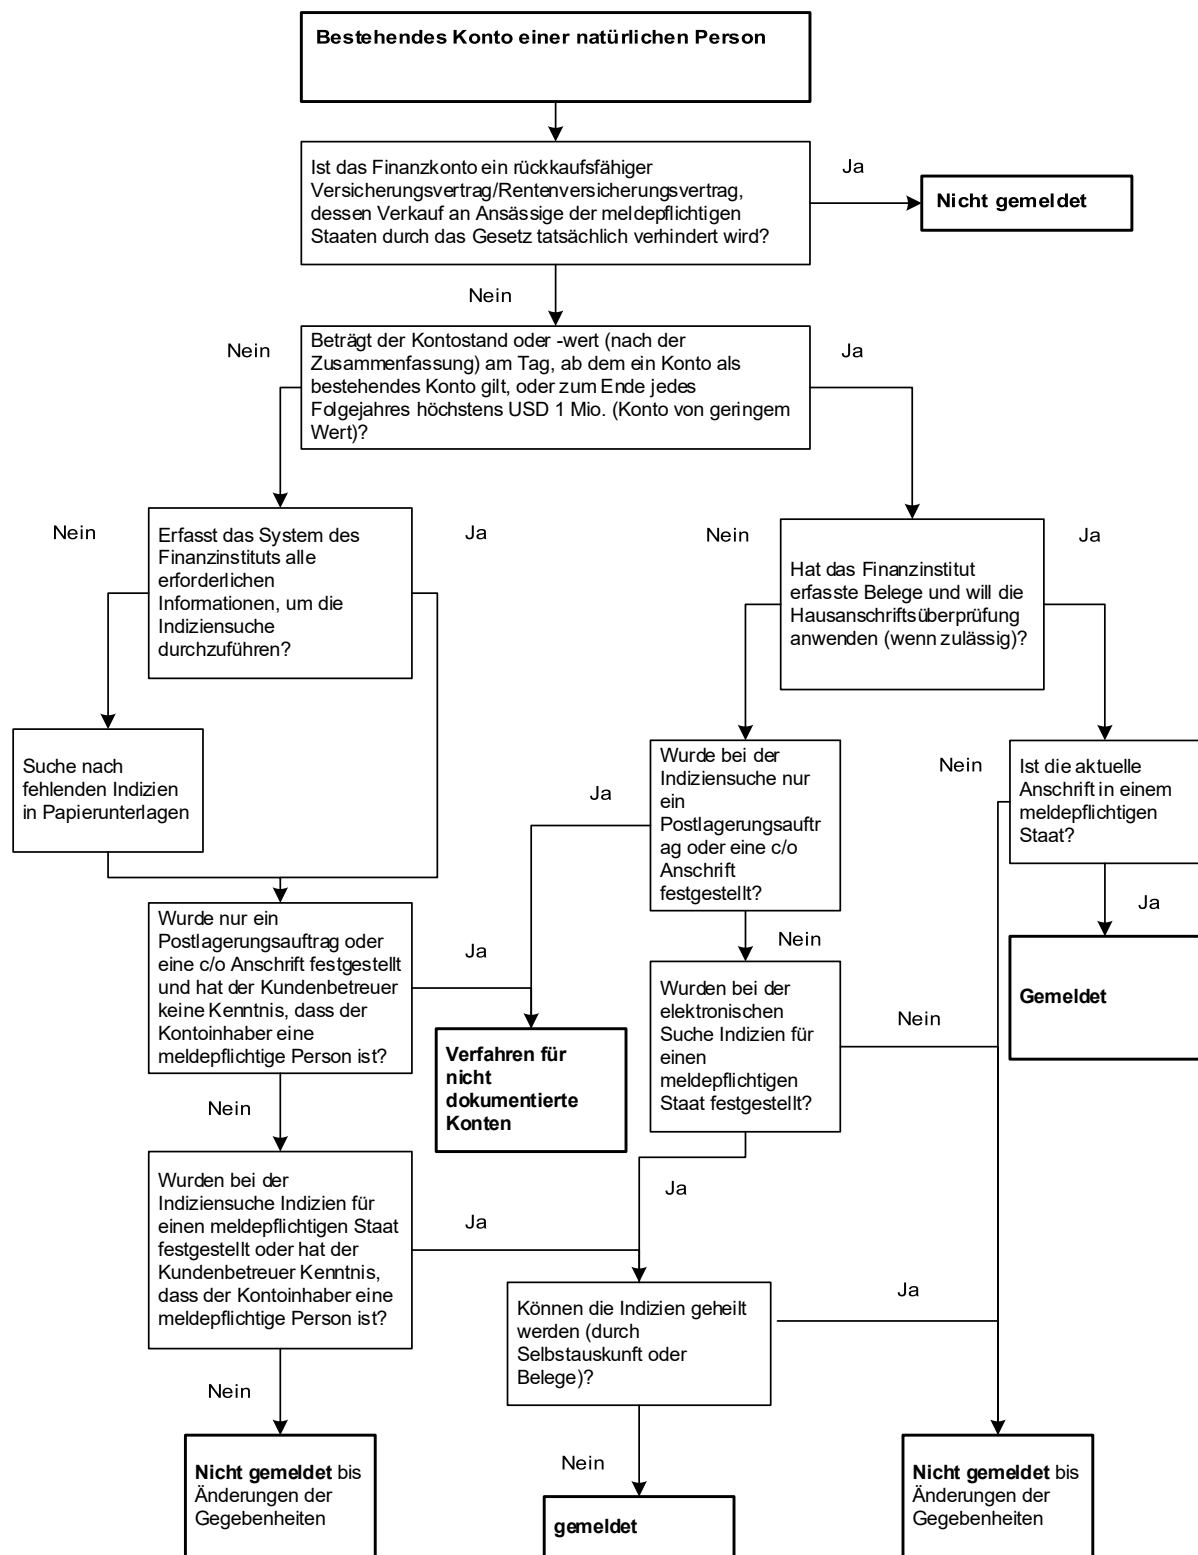 Bestehendes Konto einer natürlichen Person
Ist das Finanzkonto ein rückkaufsfähiger
Versicherungsvertrag/Rentenversicherungsvertrag,
dessen Verkauf an Ansässige der meldepflichtigen
Staaten durch das Gesetz tatsächlich verhindert wird?
Ja
Nicht gemeldet
Nein
Nein
Beträgt der Kontostand oder -wert (nach der
Zusammenfassung) am Tag, ab dem ein Konto als
bestehendes Konto gilt, oder zum Ende jedes
Folgejahres höchstens USD 1 Mio. (Konto von geringem
Wert)?
Ja
Nein
Erfasst das System des
Finanzinstituts alle
erforderlichen
Informationen, um die
Indiziensuche
durchzuführen?
Ja
Nein
Hat das Finanzinstitut
erfasste Belege und will die
Hausanschriftsüberprüfung
anwenden (wenn zulässig)?
Ja
Suche nach
fehlenden Indizien
in Papierunterlagen
Ja
Wurde bei der
Indiziensuche nur
ein
Postlagerungsauftr
ag oder eine c/o
Anschrift
festgestellt?
Nein
Ist die aktuelle
Anschrift in einem
meldepflichtigen
Staat?
Ja
Wurde nur ein
Postlagerungsauftrag oder
eine c/o Anschrift festgestellt
und hat der Kundenbetreuer
keine Kenntnis, dass der
Kontoinhaber eine
meldepflichtige Person ist?
Ja
Nein
Gemeldet
Verfahren für
nicht
dokumentierte
Konten
Wurden bei der
elektronischen
Suche Indizien für
einen
meldepflichtigen
Staat festgestellt?
Nein
Nein
Ja
Wurden bei der
Indiziensuche Indizien für
einen meldepflichtigen Staat
festgestellt oder hat der
Kundenbetreuer Kenntnis,
dass der Kontoinhaber eine
meldepflichtige Person ist?
Ja
Können die Indizien geheilt
werden (durch
Selbstauskunft oder
Belege)?
Ja
Nein
Nein
Nicht gemeldet bis
Änderungen der
Gegebenheiten
gemeldet
Nicht gemeldet bis
Änderungen der
Gegebenheiten